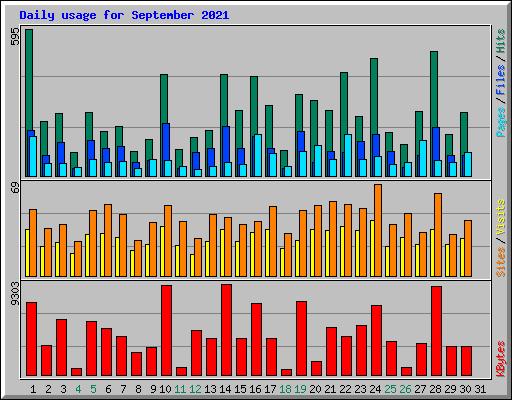 Daily usage for September 2021
595
Pages / Files / Hits
69
Sites / Visits
9303
KBytes
1 2 3 4 5 6 7 8 9 10 11 12 13 14 15 16 17 18 19 20 21 22 23 24 25 26 27 28 29 30 31